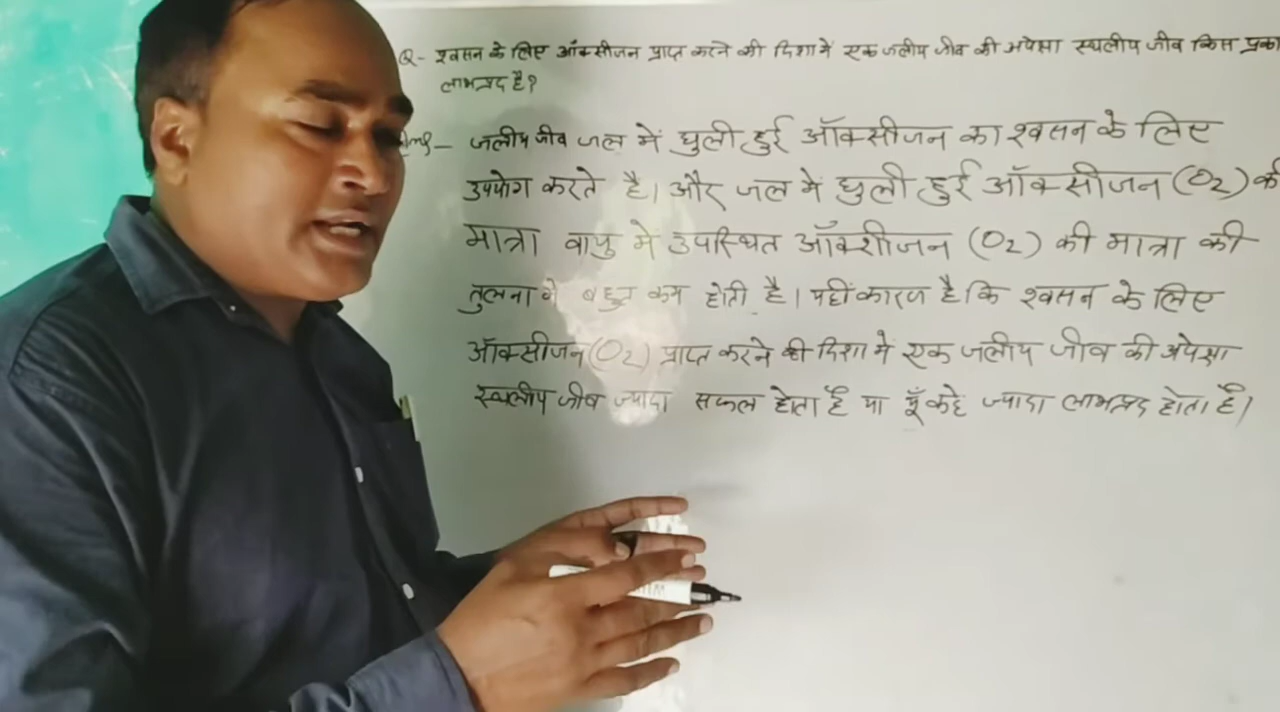 Q- श्वसन के लिए ऑक्सीजन प्राप्त करने की दिशा में एक जलीय जीव की अपेक्षा स्थलीय जीव किस प्रका
लाभप्रद है?
Ans- जलीय जीव जल में घुली हुई ऑक्सीजन का श्वसन के लिए
उपयोग करते है। और जल में घुली हुई ऑक्सीजन (O₂) की
मात्रा वायु में उपस्थित ऑक्शीजन (O₂) की मात्रा की
तुलना में बहुत कम होती है। यहीं कारण है कि श्वसन के लिए
ऑक्सीजन (O₂) प्राप्त करने की दिशा में एक जलीय जीव की अपेक्षा
स्थलीय जीव ज्यादा सफल होता है या यूँ कहे ज्यादा लाभप्रद होता है।